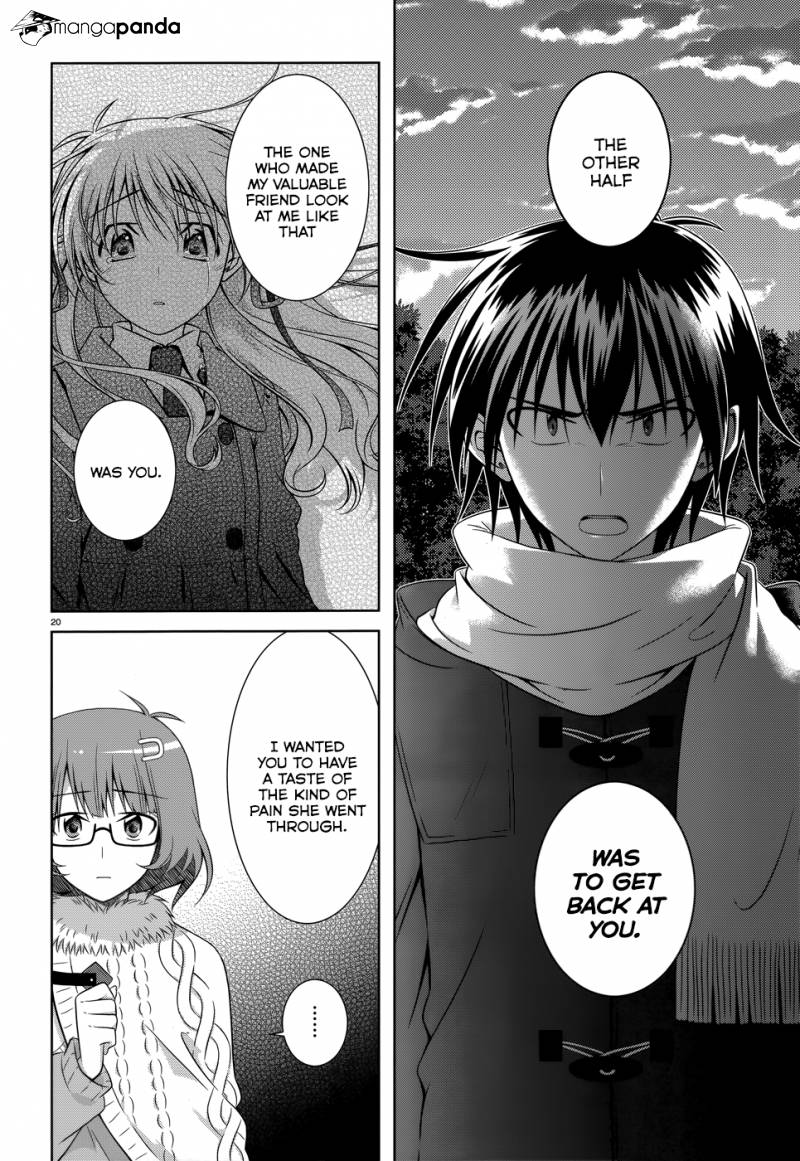 mangapanda
THE
OTHER
HALF
WAS
TO GET
BACK AT
YOU.
THE ONE
WHO MADE
MY VALUABLE
FRIEND LOOK
AT ME LIKE
THAT
WAS YOU.
20
I WANTED
YOU TO HAVE
A TASTE OF
THE KIND OF
PAIN SHE WENT
THROUGH.
......